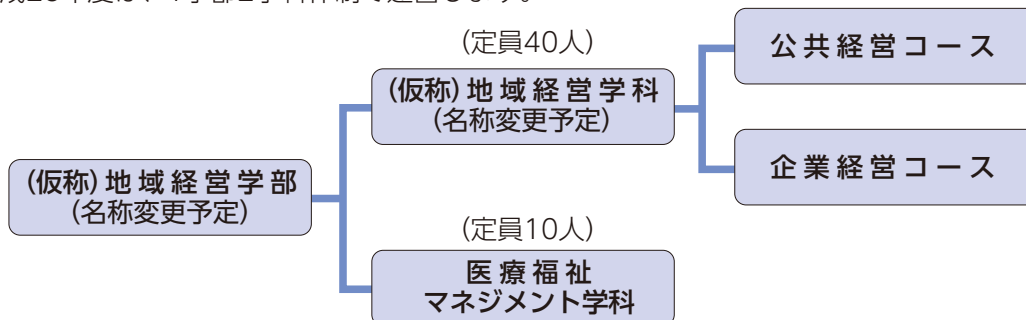 (定員40人)
公共経営コース
(仮称)地域経営学科
(名称変更予定)
企業経営コース
(仮称)地域経営学部
(名称変更予定)
(定員10人)
医療福祉
マネジメント学科